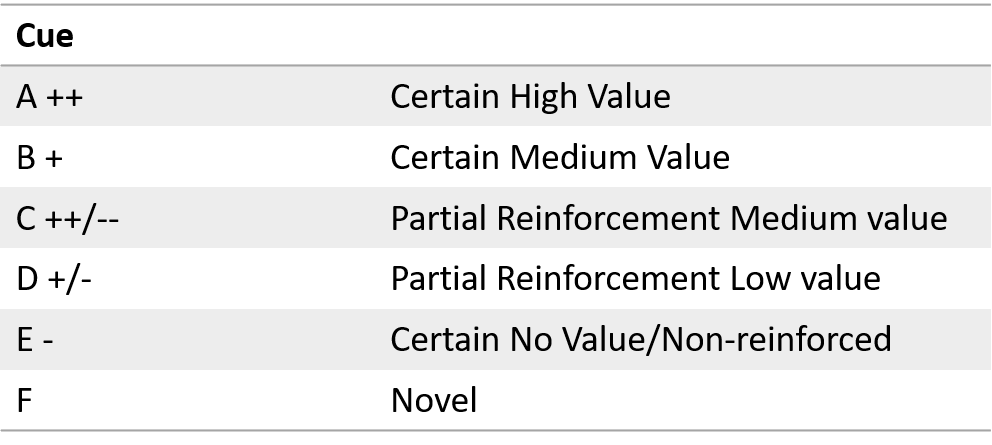 Cue
A ++ Certain High Value
B + Certain Medium Value
C ++/-- Partial Reinforcement Medium value
D +/- Partial Reinforcement Low value
E - Certain No Value/Non-reinforced
F Novel